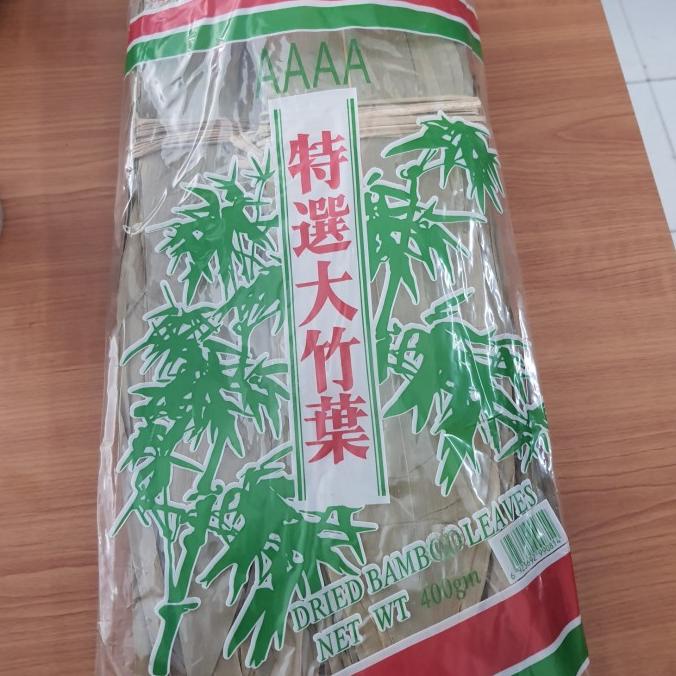 AAAA
特選大竹葉
DRIED BAMBOO LEAVES
NET WT 400gm